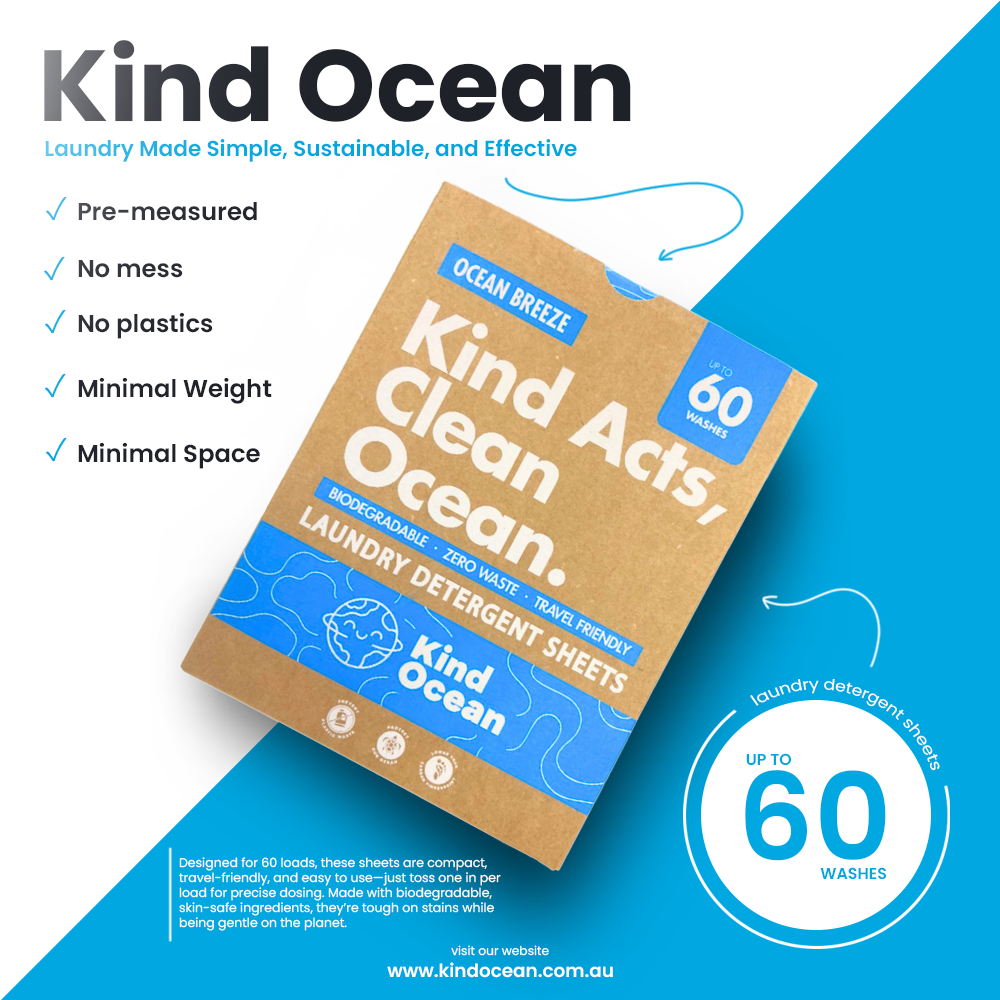 Kind Ocean
Laundry Made Simple, Sustainable, and Effective
Pre-measured
No mess
No plastics
Minimal Weight
Minimal Space
OCEAN BREEZE
UP TO
60
WASHES
Kind Acts,
Clean
Ocean.
BIODEGRADABLE · ZERO WASTE · TRAVEL FRIENDLY
LAUNDRY DETERGENT SHEETS
Kind
Ocean
laundry detergent sheets
UP TO
60
WASHES
Designed for 60 loads, these sheets are compact,
travel-friendly, and easy to use—just toss one in per
load for precise dosing. Made with biodegradable,
skin-safe ingredients, they're tough on stains while
being gentle on the planet.
visit our website
www.kindocean.com.au